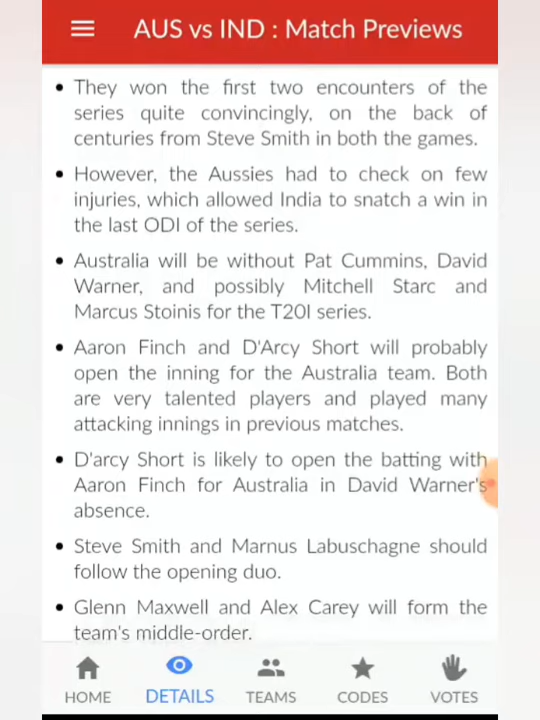 AUS vs IND : Match Previews
• They won the first two encounters of the
series quite convincingly, on the back of
centuries from Steve Smith in both the games.
• However, the Aussies had to check on few
injuries, which allowed India to snatch a win in
the last ODI of the series.
• Australia will be without Pat Cummins, David
Warner, and possibly Mitchell Starc and
Marcus Stoinis for the T20I series.
• Aaron Finch and D'Arcy Short will probably
open the inning for the Australia team. Both
are very talented players and played many
attacking innings in previous matches.
• D'arcy Short is likely to open the batting with
Aaron Finch for Australia in David Warner's
absence.
• Steve Smith and Marnus Labuschagne should
follow the opening duo.
• Glenn Maxwell and Alex Carey will form the
team's middle-order.
HOME DETAILS TEAMS CODES VOTES